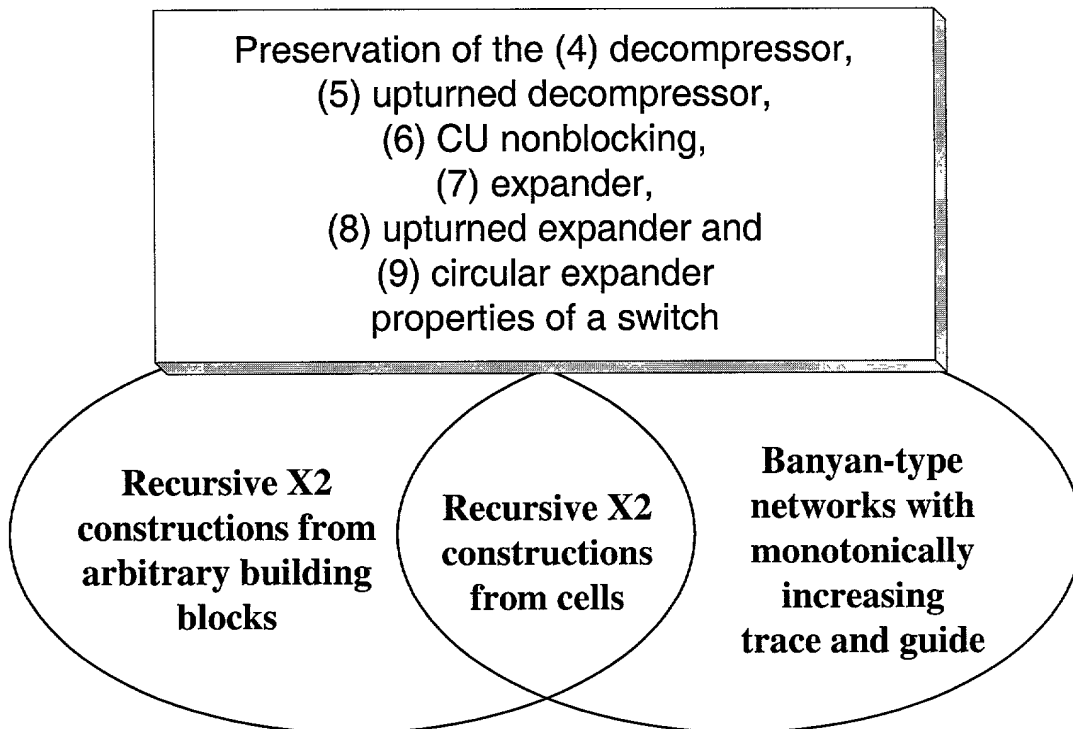 Preservation of the (4) decompressor,
(5) upturned decompressor,
(6) CU nonblocking,
(7) expander,
(8) upturned expander and
(9) circular expander
properties of a switch
Recursive X2
constructions from
arbitrary building
blocks
Recursive X2
constructions
from cells
Banyan-type
networks with
monotonically
increasing
trace and guide